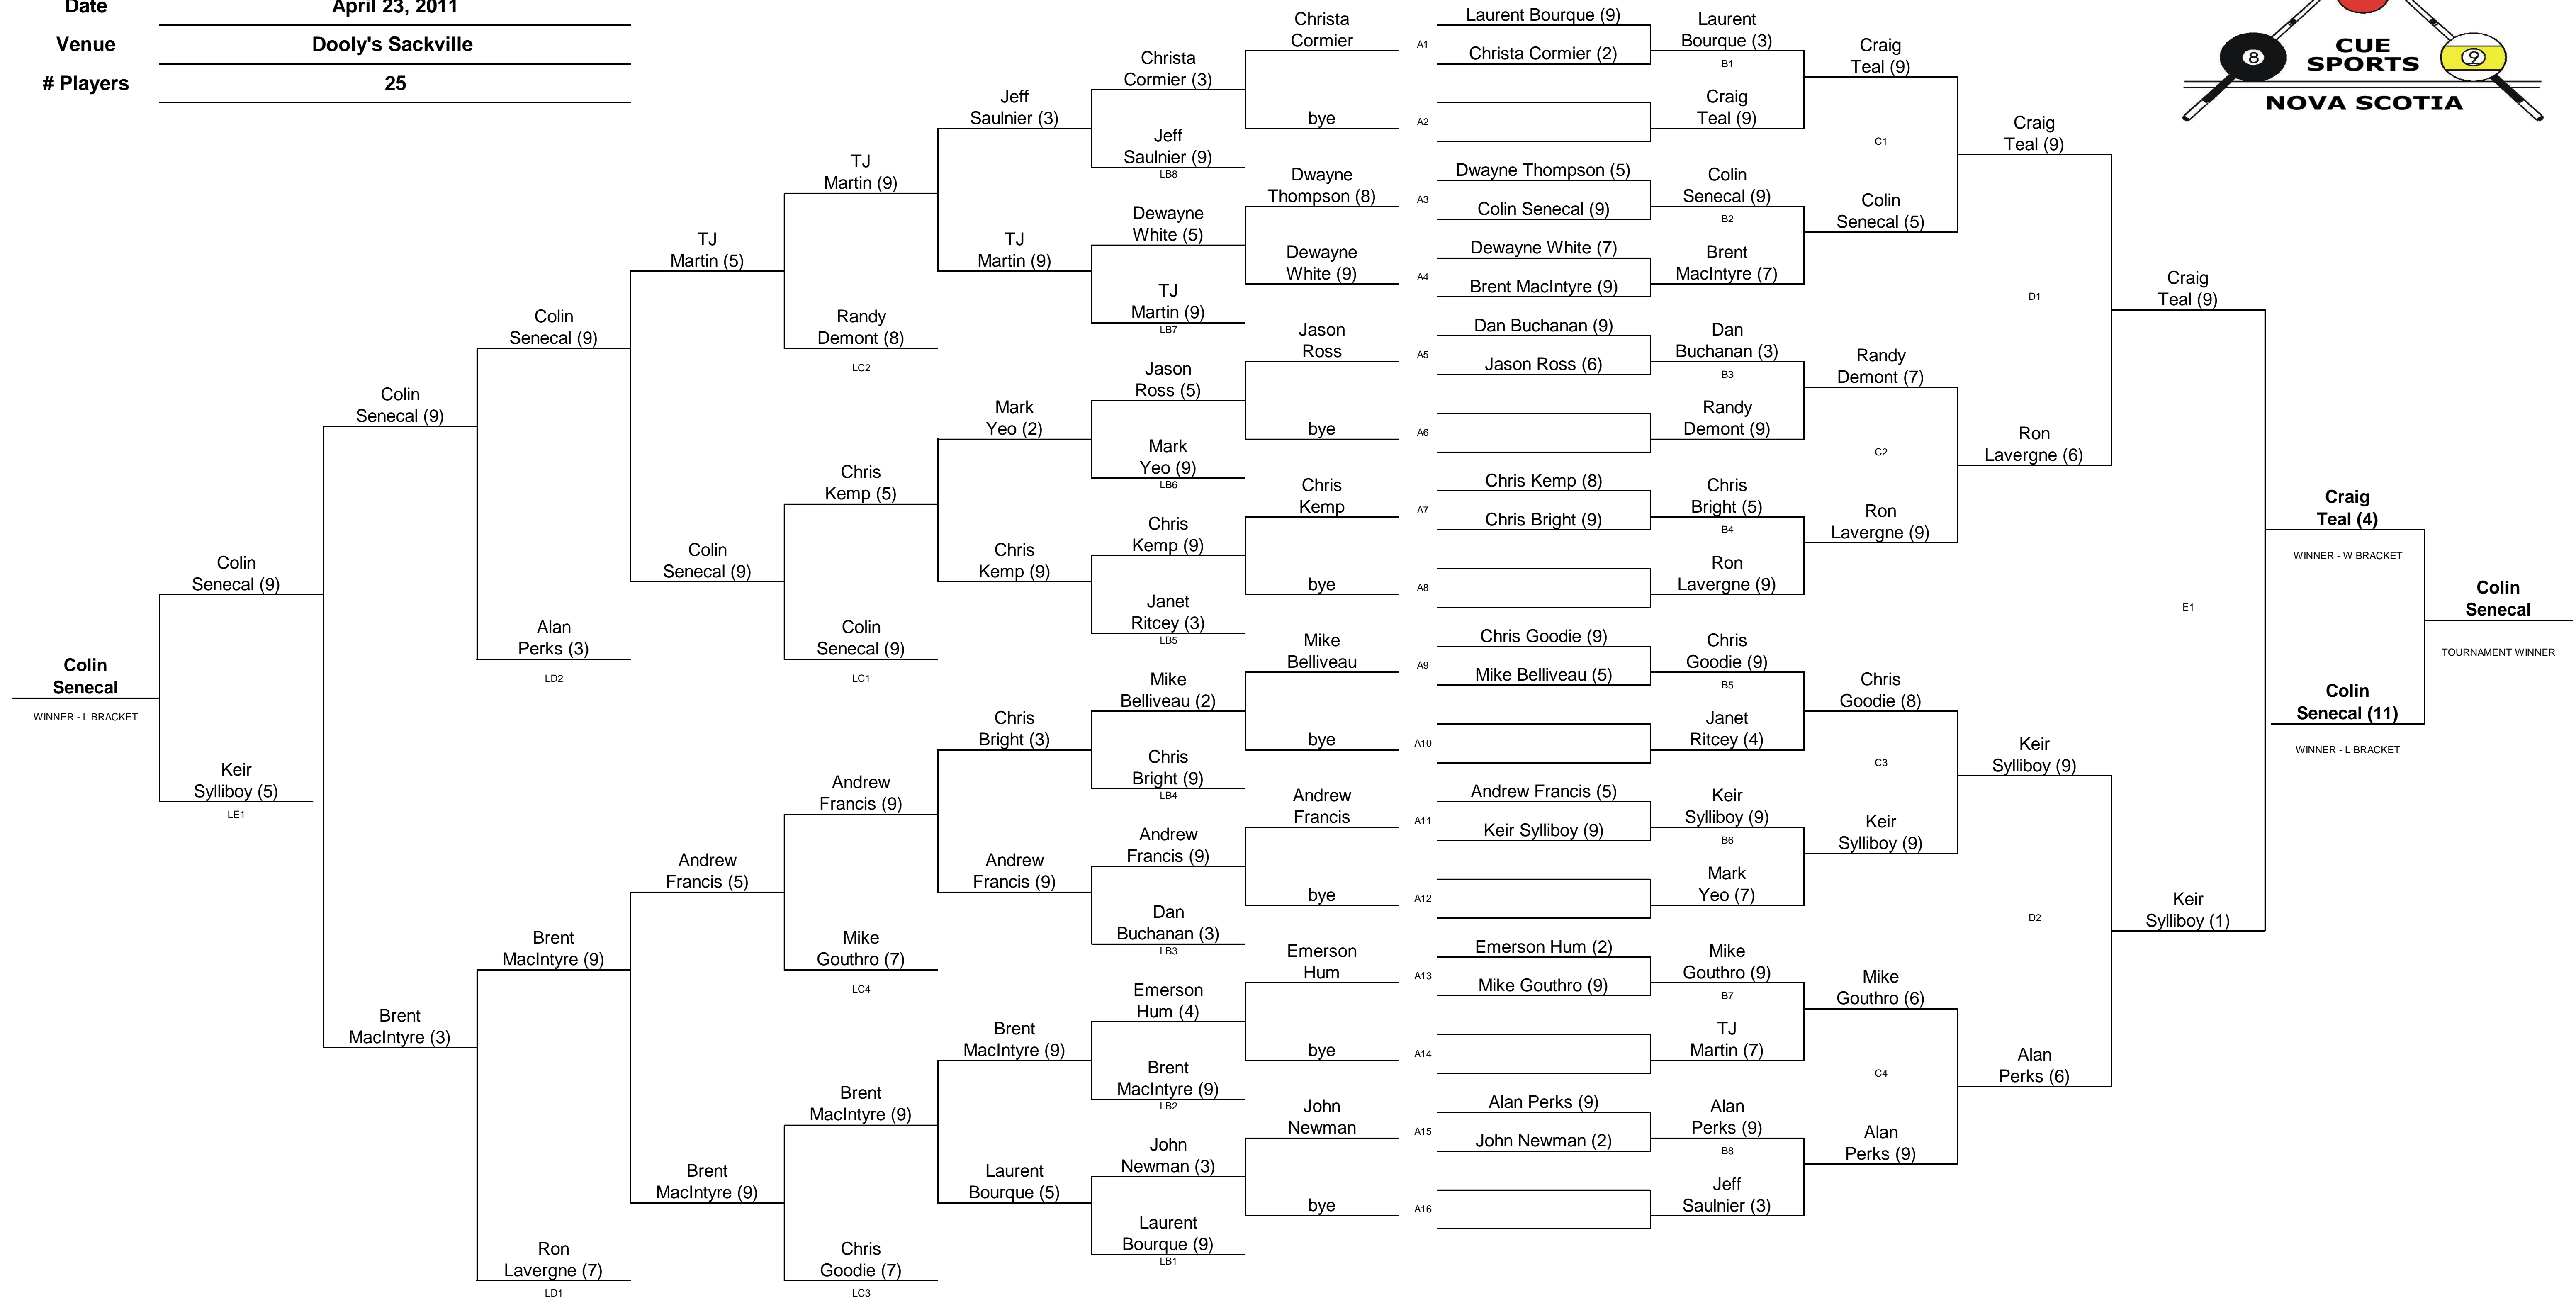 Date
April 23, 2011
Venue
Dooly's Sackville
# Players
25
8
CUE
SPORTS
9
NOVA SCOTIA
Colin
Senecal
WINNER - L BRACKET
Colin
Senecal (9)
Keir
Sylliboy (5)
LE1
Colin
Senecal (9)
Brent
MacIntyre (3)
Colin
Senecal (9)
Alan
Perks (3)
LD2
Brent
MacIntyre (9)
Ron
Lavergne (7)
LD1
TJ
Martin (5)
Colin
Senecal (9)
Andrew
Francis (5)
Brent
MacIntyre (9)
TJ
Martin (9)
Randy
Demont (8)
LC2
Chris
Kemp (5)
Colin
Senecal (9)
LC1
Andrew
Francis (9)
Mike
Gouthro (7)
LC4
Brent
MacIntyre (9)
Chris
Goodie (7)
LC3
Jeff
Saulnier (3)
TJ
Martin (9)
Mark
Yeo (2)
Chris
Kemp (9)
Chris
Bright (3)
Andrew
Francis (9)
Brent
MacIntyre (9)
Laurent
Bourque (5)
Christa
Cormier (3)
Jeff
Saulnier (9)
LB8
Dewayne
White (5)
TJ
Martin (9)
LB7
Jason
Ross (5)
Mark
Yeo (9)
LB6
Chris
Kemp (9)
Janet
Ritcey (3)
LB5
Mike
Belliveau (2)
Chris
Bright (9)
LB4
Andrew
Francis (9)
Dan
Buchanan (3)
LB3
Emerson
Hum (4)
Brent
MacIntyre (9)
LB2
John
Newman (3)
Laurent
Bourque (9)
LB1
Christa
Cormier
bye
Dwayne
Thompson (8)
Dewayne
White (9)
Jason
Ross
bye
Chris
Kemp
bye
Mike
Belliveau
bye
Andrew
Francis
bye
Emerson
Hum
bye
John
Newman
bye
A1
A2
A3
A4
A5
A6
A7
A8
A9
A10
A11
A12
A13
A14
A15
A16
Laurent Bourque (9)
Christa Cormier (2)
Dwayne Thompson (5)
Colin Senecal (9)
Dewayne White (7)
Brent MacIntyre (9)
Dan Buchanan (9)
Jason Ross (6)
Chris Kemp (8)
Chris Bright (9)
Chris Goodie (9)
Mike Belliveau (5)
Andrew Francis (5)
Keir Sylliboy (9)
Emerson Hum (2)
Mike Gouthro (9)
Alan Perks (9)
John Newman (2)
Laurent
Bourque (3)
B1
Craig
Teal (9)
Colin
Senecal (9)
B2
Brent
MacIntyre (7)
Dan
Buchanan (3)
B3
Randy
Demont (9)
Chris
Bright (5)
B4
Ron
Lavergne (9)
Chris
Goodie (9)
B5
Janet
Ritcey (4)
Keir
Sylliboy (9)
B6
Mark
Yeo (7)
Mike
Gouthro (9)
B7
TJ
Martin (7)
Alan
Perks (9)
B8
Jeff
Saulnier (3)
Craig
Teal (9)
C1
Colin
Senecal (5)
Randy
Demont (7)
C2
Ron
Lavergne (9)
Chris
Goodie (8)
C3
Keir
Sylliboy (9)
Mike
Gouthro (6)
C4
Alan
Perks (9)
Craig
Teal (9)
D1
Ron
Lavergne (6)
Keir
Sylliboy (9)
D2
Alan
Perks (6)
Craig
Teal (9)
E1
Keir
Sylliboy (1)
Craig
Teal (4)
WINNER - W BRACKET
Colin
Senecal (11)
WINNER - L BRACKET
Colin
Senecal
TOURNAMENT WINNER